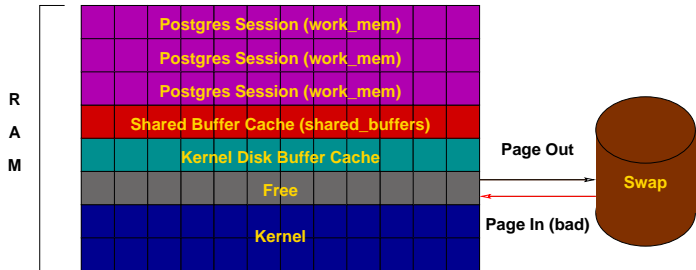 Postgres Session (work_mem)
Postgres Session (work_mem)
Postgres Session (work_mem)
R
A
M
Shared Buffer Cache (shared_buffers)
Kernel Disk Buffer Cache
Page Out
Free
Swap
Kernel
Page In (bad)